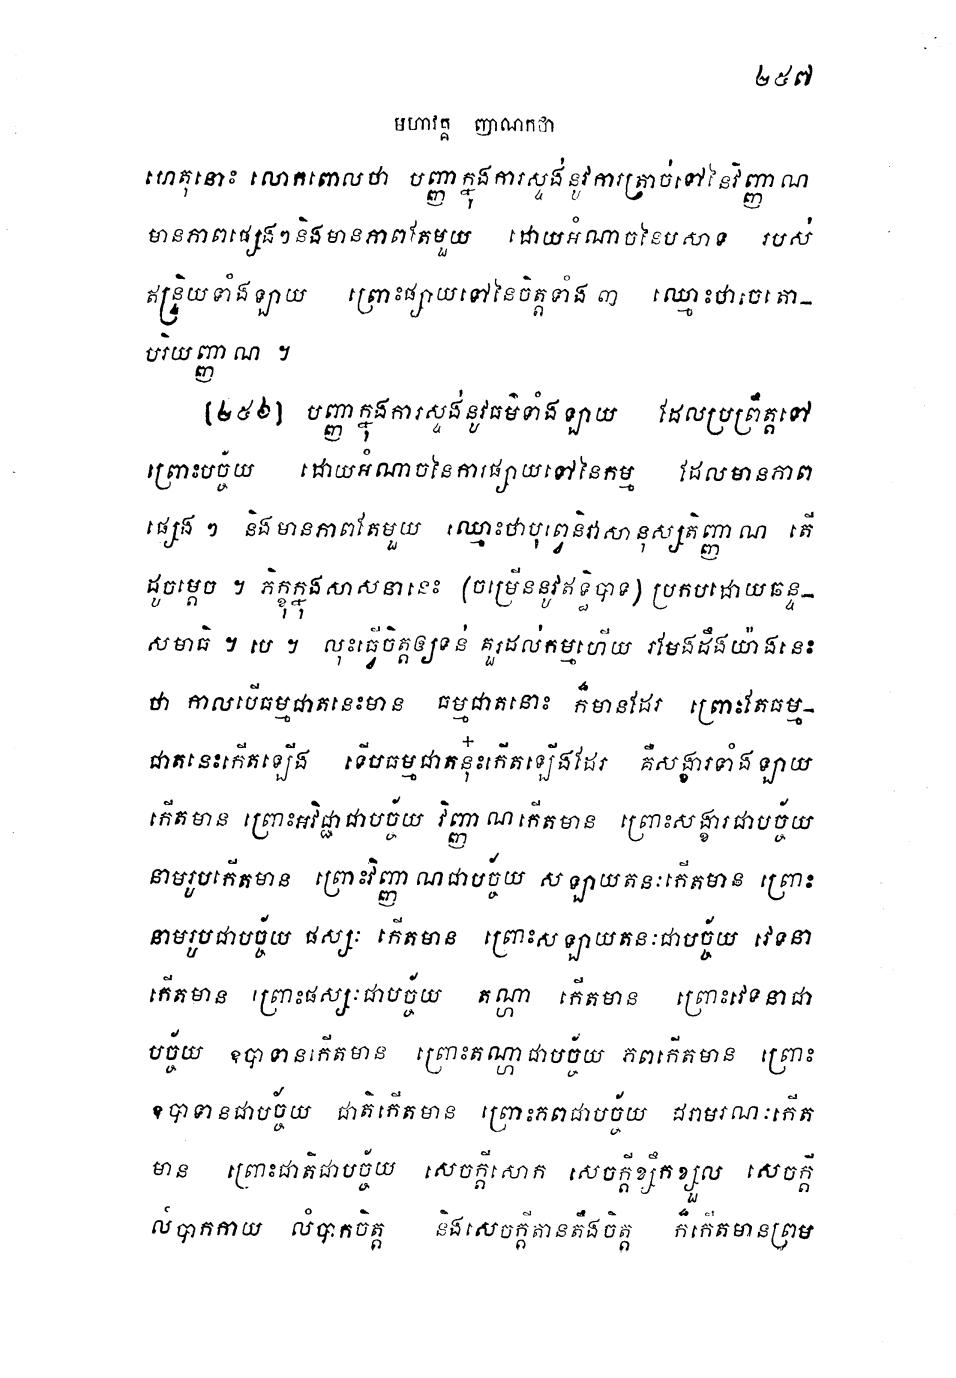 ២៥៧
មហាវគ្គ ញាណកថា
ហេតុនោះ លោកពោលថា បញ្ញាក្នុងការស្ទង់នូវការត្រាច់ទៅនៃវិញ្ញាណ
មានភាពផ្សេងៗនិងមានភាពតែមួយ ដោយអំណាចនៃបសាទ របស់
ឥន្ទ្រិយទាំងឡាយ ព្រោះផ្សាយទៅនៃចិត្តទាំង ៣ ឈ្មោះថាចេតោ-
បរិយញ្ញាណ ។
[២៥៦] បញ្ញាក្នុងការស្ទង់នូវធម៌ទាំងឡាយ ដែលប្រព្រឹត្តទៅ
ព្រោះបច្ច័យ ដោយអំណាចនៃការផ្សាយទៅនៃកម្ម ដែលមានភាព
ផ្សេង ៗ និងមានភាពតែមួយ ឈ្មោះថាបុព្វេនិវាសានុស្សតិញ្ញាណ តើ
ដូចម្តេច ។ ភិក្ខុក្នុងសាសនានេះ (ចម្រើននូវឥទ្ធិបាទ) ប្រកបដោយឆន្ទ-
សមាធិ ។ បេ ។ លុះធ្វើចិត្តឲ្យទន់ គួរដល់កម្មហើយ រមែងដឹងយ៉ាងនេះ
ថា កាលបើធម្មជាតនេះមាន ធម្មជាតនោះ ក៏មានដែរ ព្រោះតែធម្ម-
ជាតនេះកើតឡើង ទើបធម្មជាតនុ៎ះកើតឡើងដែរ គឺសង្ខារទាំងឡាយ
កើតមាន ព្រោះអវិជ្ជាជាបច្ច័យ វិញ្ញាណកើតមាន ព្រោះសង្ខារជាបច្ច័យ
នាមរូបកើតមាន ព្រោះវិញ្ញាណជាបច្ច័យ សឡាយតនៈកើតមាន ព្រោះ
នាមរូបជាបច្ច័យ ផស្សៈ កើតមាន ព្រោះសឡាយតនៈជាបច្ច័យ វេទនា
កើតមាន ព្រោះផស្សៈជាបច្ច័យ តណ្ហា កើតមាន ព្រោះវេទនាជា
បច្ច័យ ឧបាទានកើតមាន ព្រោះតណ្ហាជាបច្ច័យ ភពកើតមាន ព្រោះ
ឧបាទានជាបច្ច័យ ជាតិកើតមាន ព្រោះភពជាបច្ច័យ ជរាមរណៈកើត
មាន ព្រោះជាតិជាបច្ច័យ សេចក្តីសោក សេចក្តីខ្សឹកខ្សួល សេចក្តី
លំបាកកាយ លំបាកចិត្ត និងសេចក្តីតានតឹងចិត្ត ក៏កើតមានព្រម